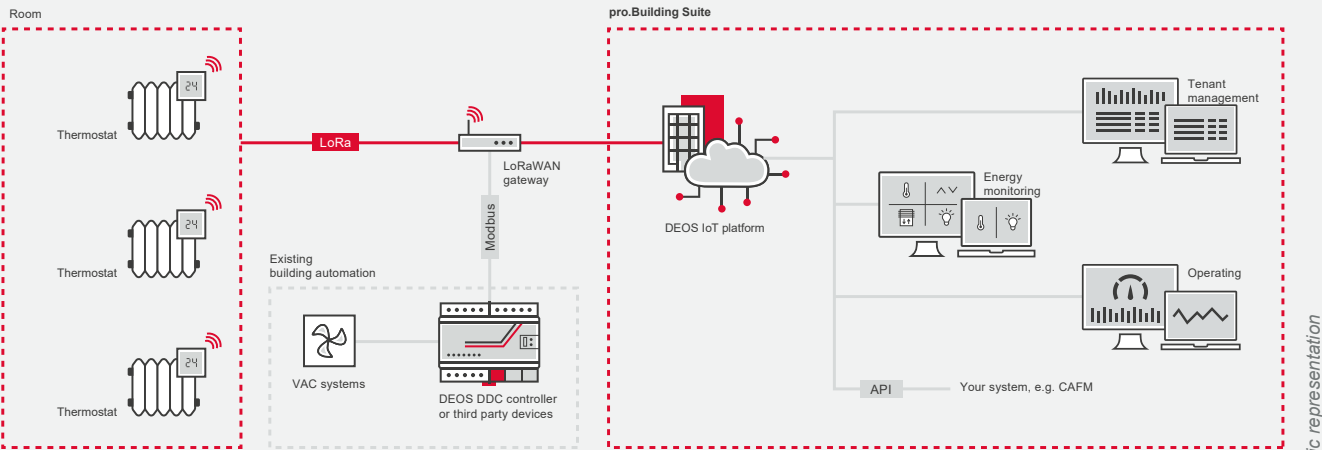 Room
pro.Building Suite
24
Thermostat
LoRa
LoRaWAN
gateway
Modbus
24
Thermostat
Existing
building automation
VAC systems
DEOS DDC controller
or third party devices
24
Thermostat
DEOS IoT platform
Tenant
management
Energy
monitoring
Operating
API
Your system, e.g. CAFM
representation